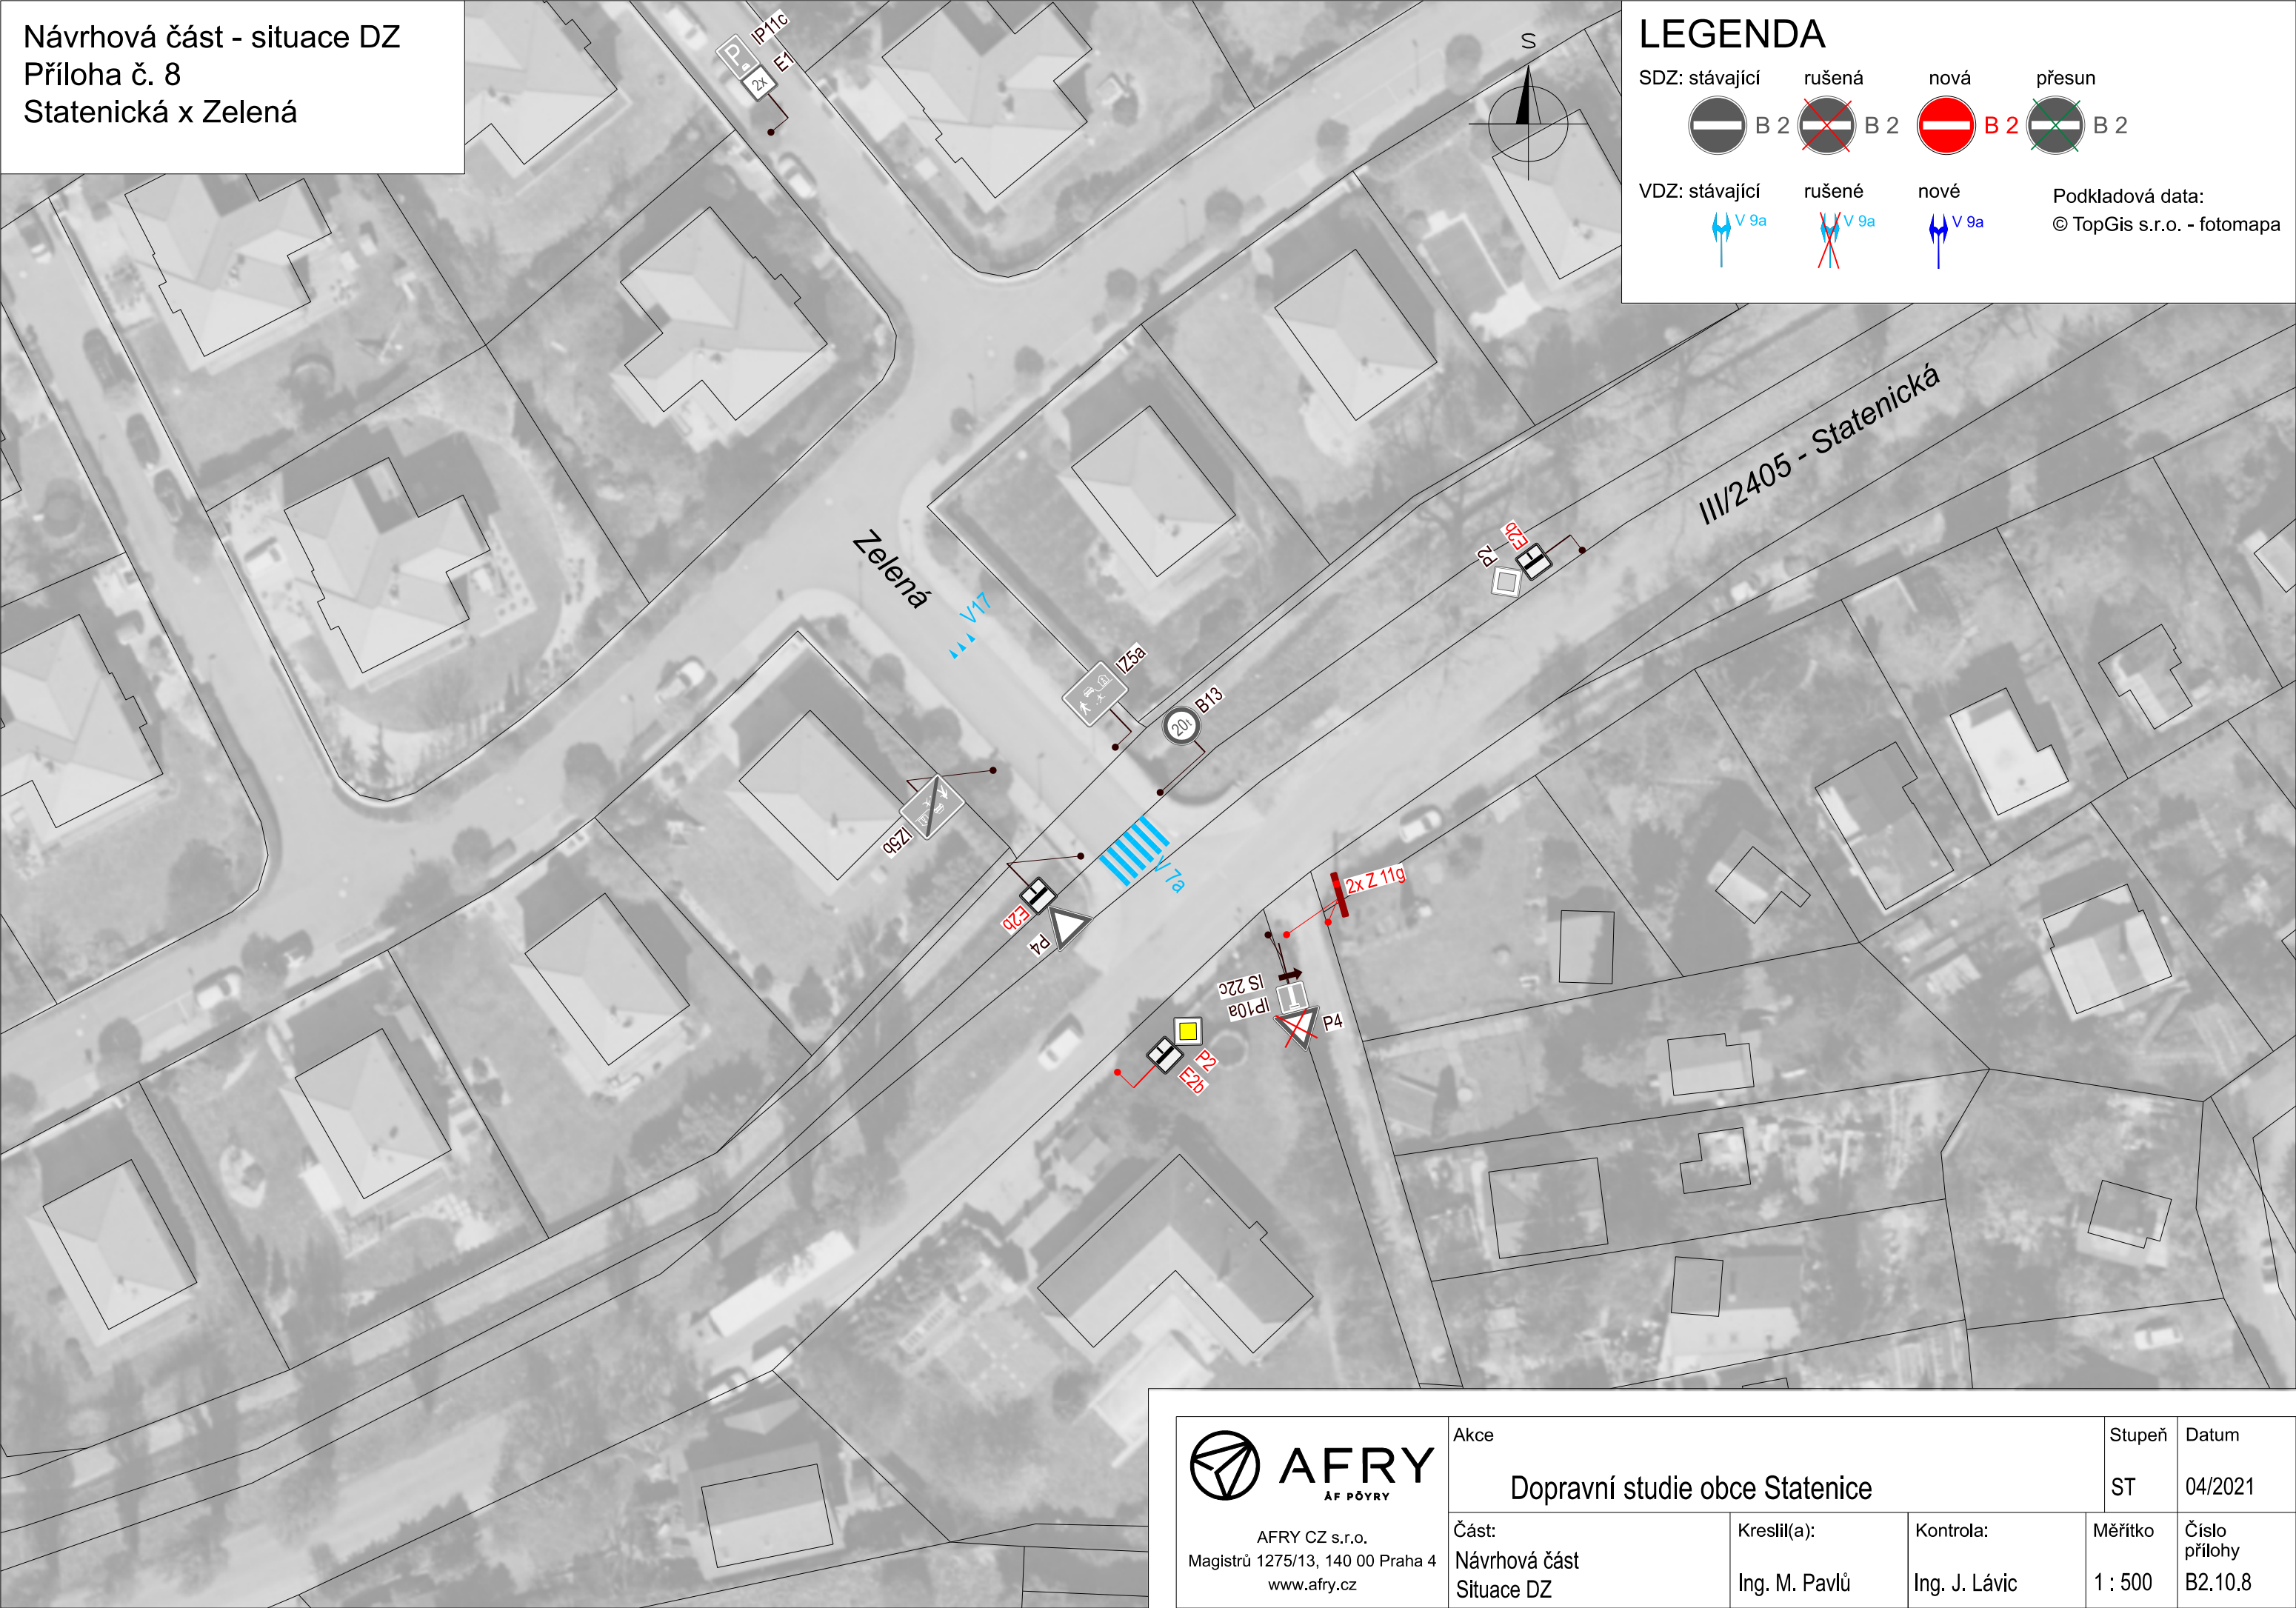 Návrhová část - situace DZ
Příloha č. 8
Statenická x Zelená
P
IP11c
2x
E1
S
LEGENDA
SDZ: stávající rušená nová přesun
B 2 B 2 B 2 B 2
VDZ: stávající rušené nové
V 9a V 9a V 9a
Podkladová data:
© TopGis s.r.o. - fotomapa
III/2405 - Statenická
Zelená
V17
P2
E2b
IZ5a
20t
B13
IZ5b
V 7a
E2b
P4
2x Z 11g
IS 22c
IP10a
P4
P2
E2b
AFRY
ÅF PÖYRY
AFRY CZ s.r.o.
Magistrů 1275/13, 140 00 Praha 4
www.afry.cz
Akce
Dopravní studie obce Statenice
Stupeň
ST
Datum
04/2021
Část:
Návrhová část
Situace DZ
Kreslil(a):
Ing. M. Pavlů
Kontrola:
Ing. J. Lávic
Měřítko
1 : 500
Číslo
přílohy
B2.10.8